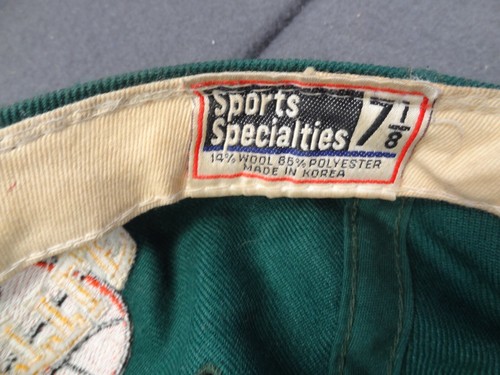 Sports
Specialties
7 1/8
14% WOOL 86% POLYESTER
MADE IN KOREA